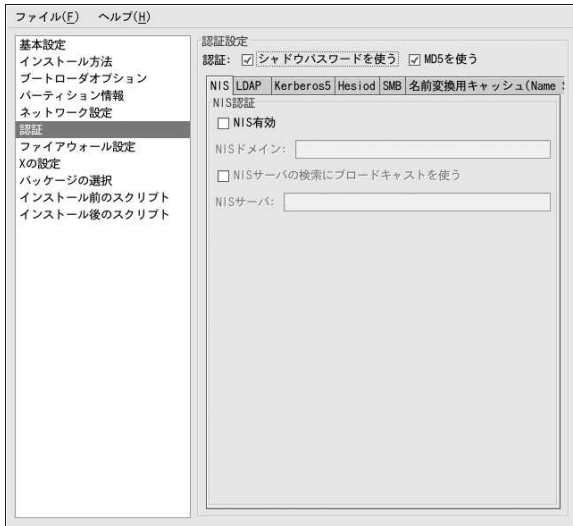 ファイル(F) ヘルプ(H)
基本設定
インストール方法
ブートローダオプション
パーティション情報
ネットワーク設定
認証
ファイアウォール設定
Xの設定
パッケージの選択
インストール前のスクリプト
インストール後のスクリプト
認証設定
認証: シャドウパスワードを使う MD5を使う
NIS LDAP Kerberos5 Hesiod SMB 名前変換用キャッシュ(Name S
NIS認証
NIS有効
NISドメイン:
NISサーバの検索にブロードキャストを使う
NISサーバ: